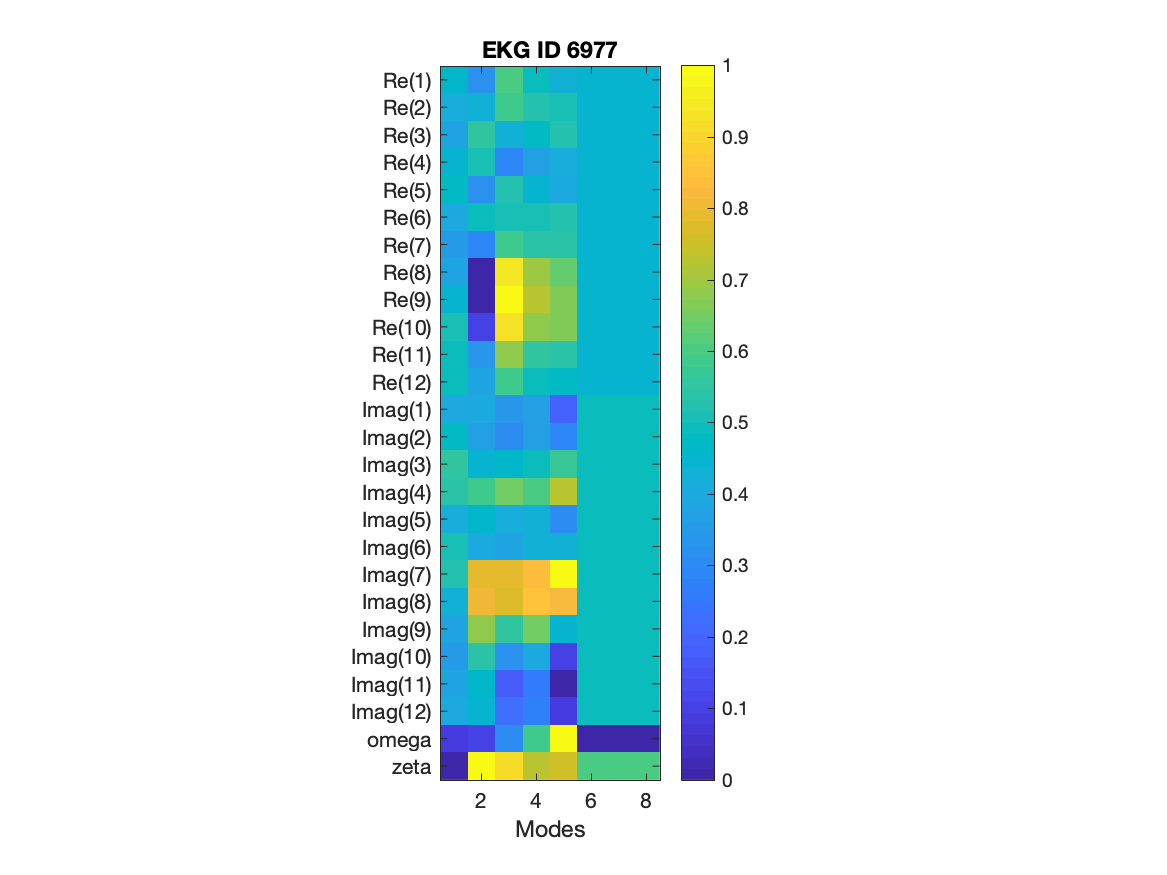 EKG ID 6977
Re(1)
Re(2)
Re(3)
Re(4)
Re(5)
Re(6)
Re(7)
Re(8)
Re(9)
Re(10)
Re(11)
Re(12)
Imag(1)
Imag(2)
Imag(3)
Imag(4)
Imag(5)
Imag(6)
Imag(7)
Imag(8)
Imag(9)
Imag(10)
Imag(11)
Imag(12)
omega
zeta
2 4 6 8
Modes
1
0.9
0.8
0.7
0.6
0.5
0.4
0.3
0.2
0.1
0